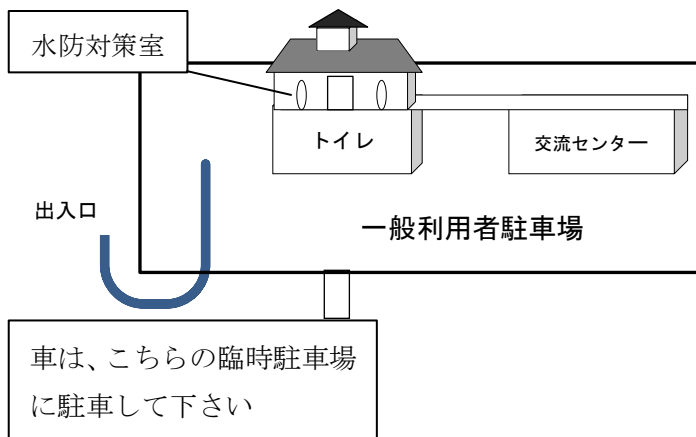 水防対策室
トイレ
交流センター
出入口
一般利用者駐車場
車は、こちらの臨時駐車場
に駐車して下さい